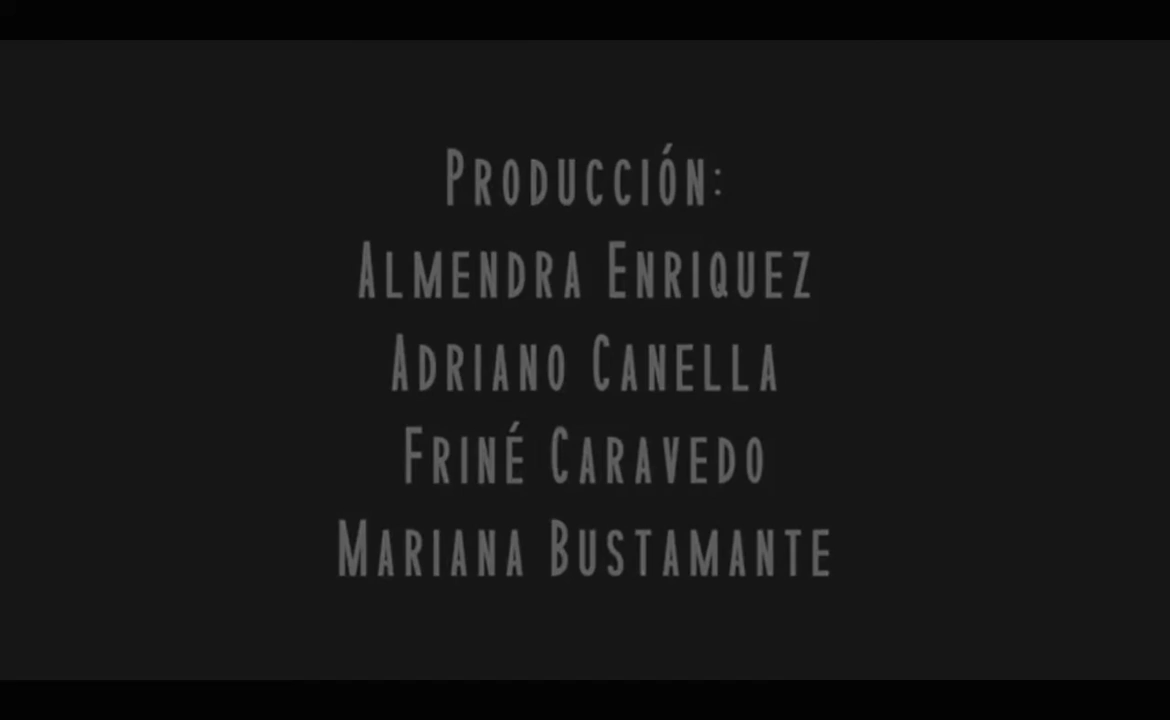 Producción:
Almendra Enriquez
Adriano Canella
Friné Caravedo
Mariana Bustamante